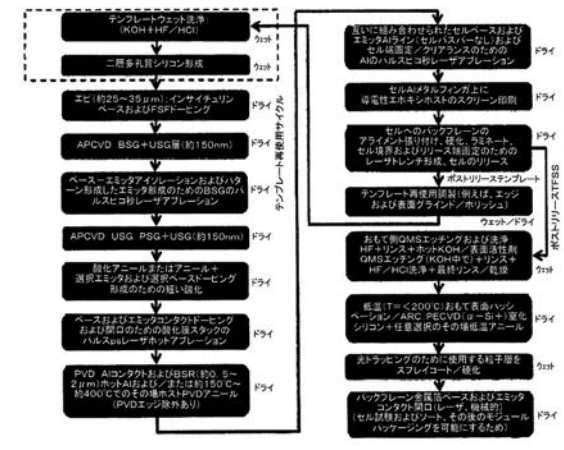 テンプレートウェット洗浄:
(KOH+HF/HCl)
ウェット
二層多孔質シリコン形成
ウェット
エピ(約25~35μm):インサイチュリン
ベースおよびFSFドーピング
ドライ
APCVD BSG+USG層(約150nm)
ドライ
ベースーエミッタアイソレーションおよびパタ
ーン形成したエミッタ形成のためのBSGのパ
ルスピコ秒レーザアブレーション
ドライ
APCVD USG PSG+USG(約150nm)
ドライ
酸化アニールまたはアニール+
選択エミッタおよび選択ベースドーピング
形成のための短い酸化
ドライ
ベースおよびエミッタコンタクトドーピング
および開口のための酸化膜スタックの
パルスpsレーザホットアブレーション
ドライ
PVD AlコンタクトおよびBSR(約0.5~
2μm)ホットAlおよび/または約150℃~
約400℃でのその場ホストPVDアニール
(PVDエッジ除外あり)
ドライ
テンプレート再使用サイクル
互いに組み合わせられたセルベースおよび
エミッタAlライン(セルバスバーなし)および
セル端画定/クリアランスのための
Alのパルスピコ秒レーザアブレーション
ドライ
セルAlメタルフィンガ上に
導電性エホキシホストのスクリーン印刷
ドライ
セルへのバックプレーンの
アライメント張り付け、硬化、ラミネート、
セル境界およびリリース端画定のための
レーザトレンチ形成、セルのリリース
ドライ
ポストリリーステンプレート
テンプレート再使用調製(例えば、エッジ
および表面グラインド/ホリッシュ)
ウェット/ドライ
ポストリリースTFSS
おもて側QMSエッチングおよび洗浄:
HF+リンス+ホットKOH/表面活性剤
QMSエッチング(KOH中で)+リンス+
HF/HCl洗浄+最終リンス/乾燥
ウェット
低温(T=<200℃)おもて表面パッシ
ベーション/ARC:PECVD(α-Si+)窒化
シリコン+任意選択のその場低温アニール
ドライ
光トラッピングのために使用する粒子層を
スプレイコート/硬化
ドライ
バックプレーン金属箔ベースおよびエミッタ
コンタクト開口(レーザ、機械的)
(セル試験およびソート、その後のモジュール
パッケージングを可能にするため)
ドライ